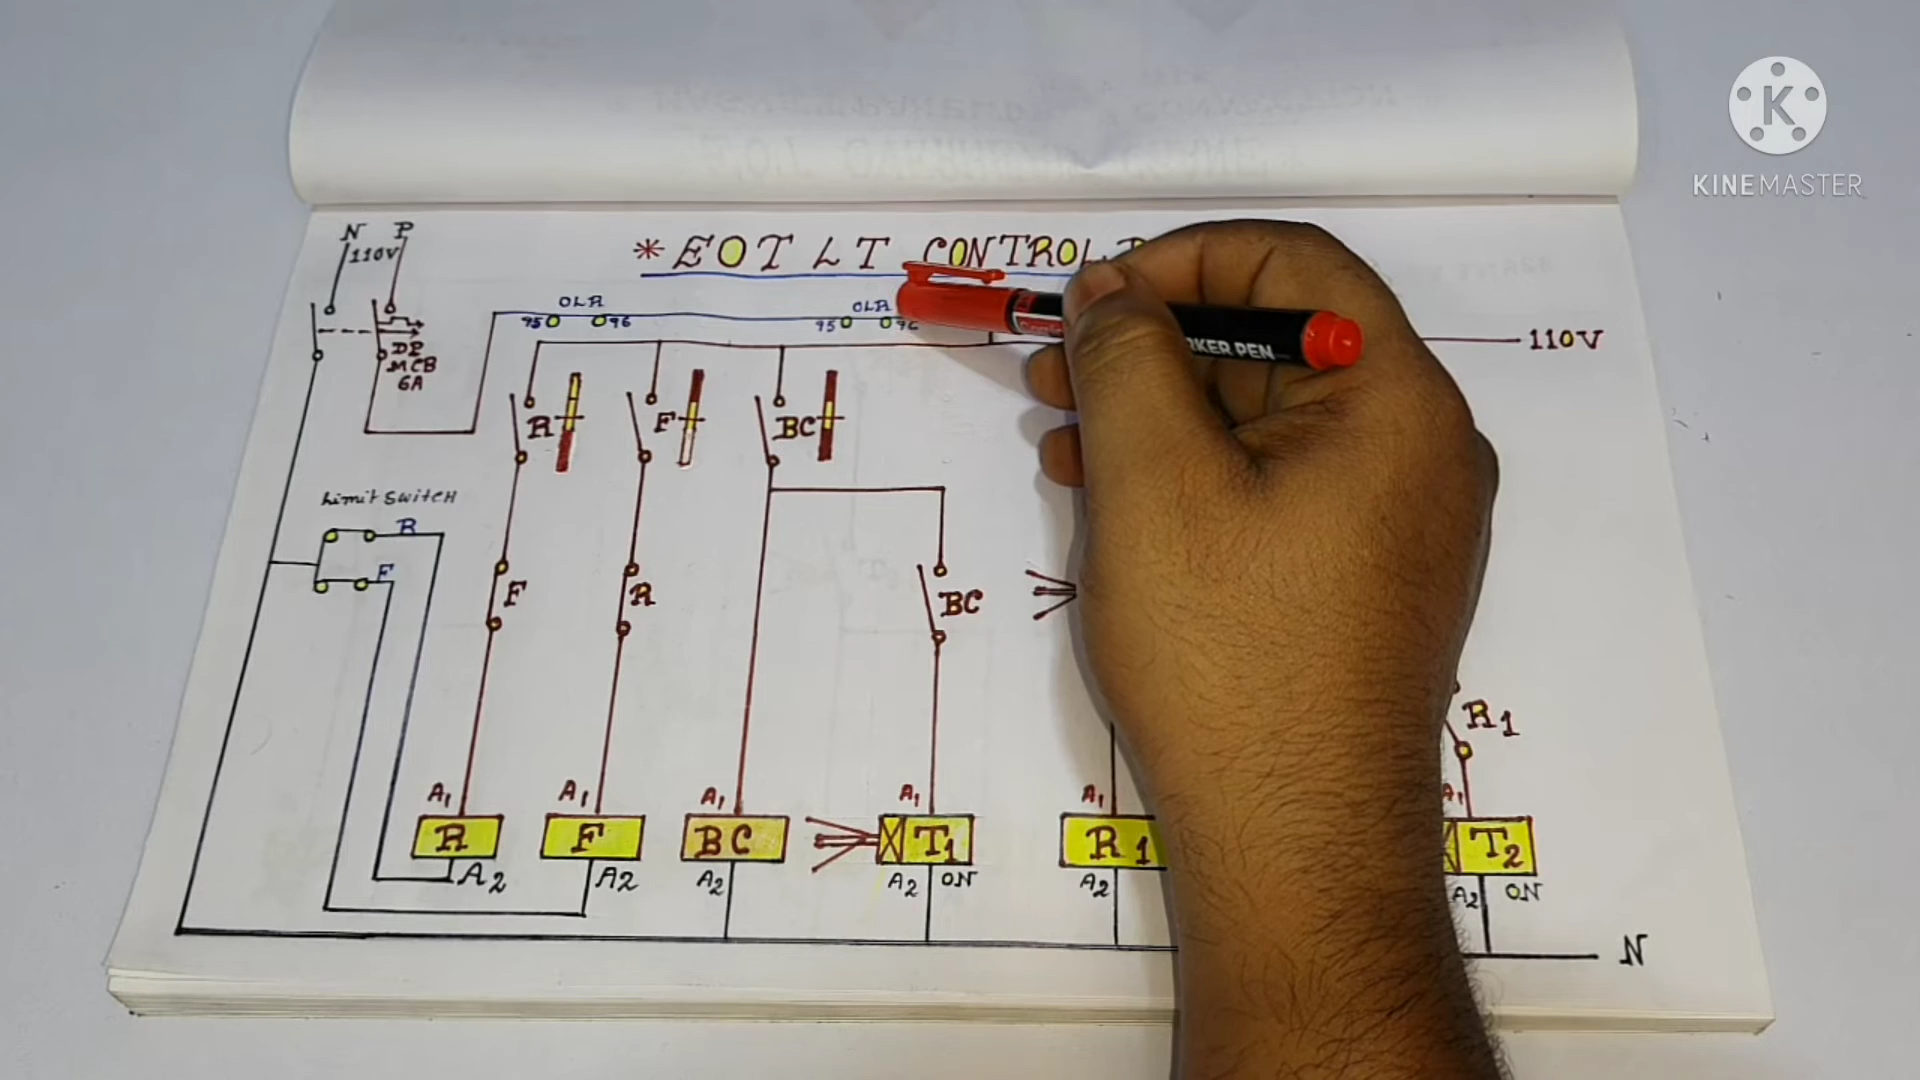 KINEMASTER
N P
110V
* EOT LT CONTROL
OLR
95 96
OLR
95 96
110V
DP
MCB
6A
R
F
BC
MARKER PEN
Limit Switch
R
F
F
R
BC
R1
A1
A1
A1
A1
A1
A1
R
F
BC
T1
R1
T2
A2
A2
A2
A2 ON
A2
A2 ON
N